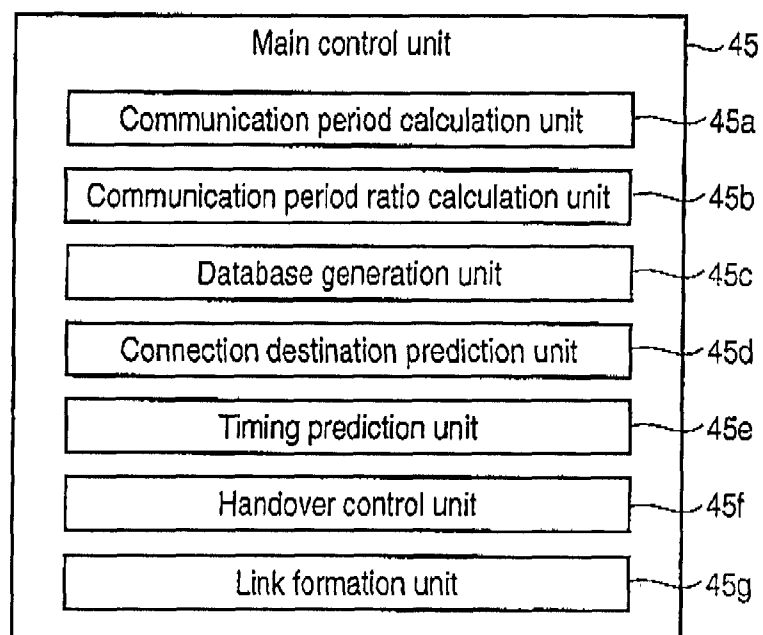 Main control unit 45
Communication period calculation unit 45a
Communication period ratio calculation unit 45b
Database generation unit 45c
Connection destination prediction unit 45d
Timing prediction unit 45e
Handover control unit 45f
Link formation unit 45g